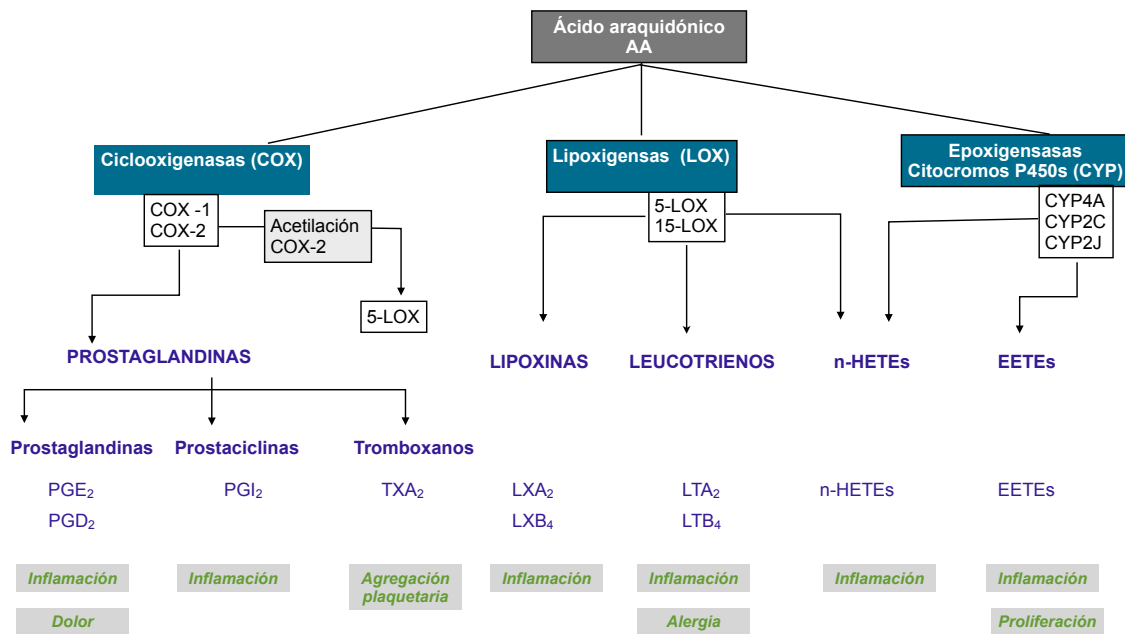 Ácido araquidónico
AA
Ciclooxigenasas (COX)
Lipoxigensas (LOX)
Epoxigensasas
Citocromos P450s (CYP)
COX -1
COX-2
Acetilación
COX-2
5-LOX
15-LOX
CYP4A
CYP2C
CYP2J
5-LOX
PROSTAGLANDINAS
LIPOXINAS
LEUCOTRIENOS
n-HETEs
EETEs
Prostaglandinas
Prostaciclinas
Tromboxanos
PGE₂
PGI₂
TXA₂
LXA₂
LTA₂
n-HETEs
EETEs
PGD₂
LXB₄
LTB₄
Inflamación
Inflamación
Agregación
plaquetaria
Inflamación
Inflamación
Inflamación
Inflamación
Dolor
Alergia
Proliferación